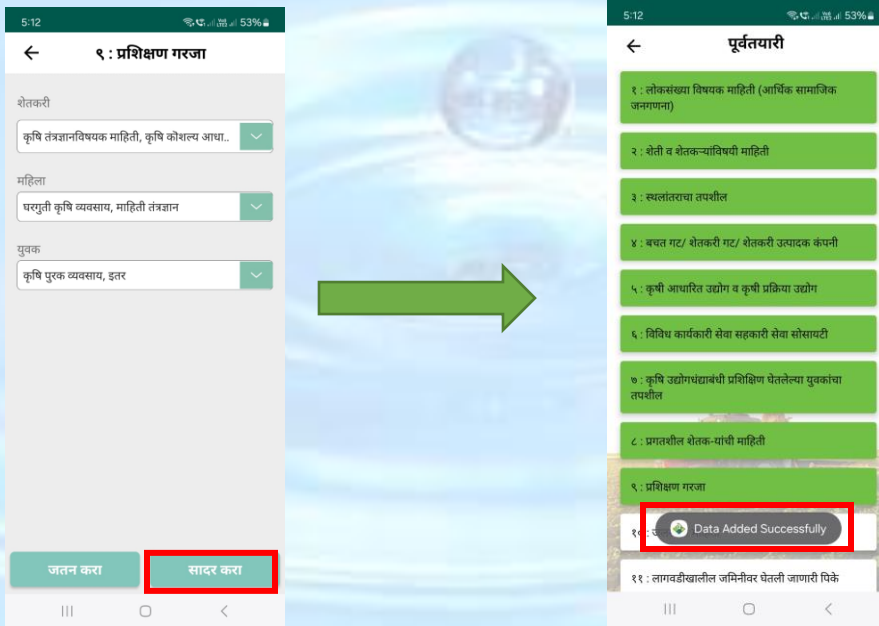 5:12
53%
९ : प्रशिक्षण गरजा
शेतकरी
कृषि तंत्रज्ञानविषयक माहिती, कृषि कौशल्य आधा..
महिला
घरगुती कृषि व्यवसाय, माहिती तंत्रज्ञान
युवक
कृषि पुरक व्यवसाय, इतर
जतन करा
सादर करा
5:12
53%
पूर्वतयारी
१ : लोकसंख्या विषयक माहिती (आर्थिक सामाजिक
जनगणना)
२ : शेती व शेतकऱ्यांविषयी माहिती
३ : स्थलांतराचा तपशील
४ : बचत गट/ शेतकरी गट/ शेतकरी उत्पादक कंपनी
५ : कृषी आधारित उद्योग व कृषी प्रक्रिया उद्योग
६ : विविध कार्यकारी सेवा सहकारी सेवा सोसायटी
७ : कृषि उद्योगधंद्याबंधी प्रशिक्षिण घेतलेल्या युवकांचा
तपशील
८ : प्रगतशील शेतक-यांची माहिती
९ : प्रशिक्षण गरजा
१० :
Data Added Successfully
११ : लागवडीखालील जमिनीवर घेतली जाणारी पिके